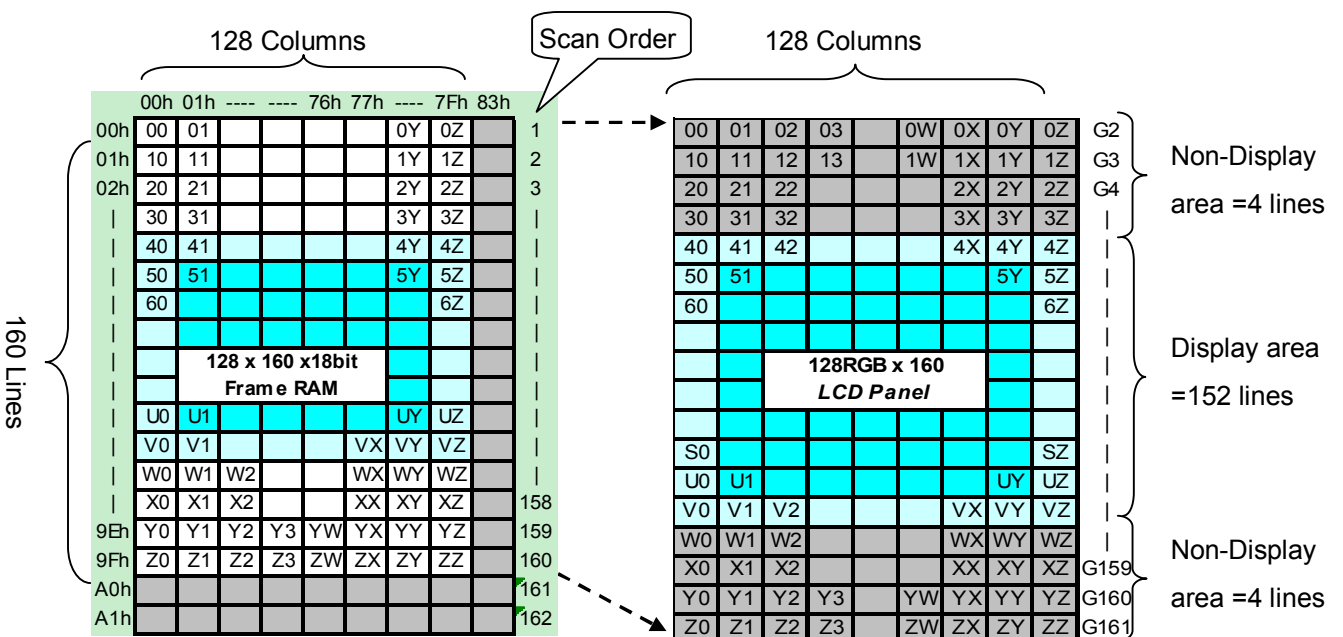 128 Columns
Scan Order
128 Columns
00h 01h ---- ---- 76h 77h ---- 7Fh 83h
00h 00 01 0Y 0Z 1
01h 10 11 1Y 1Z 2
02h 20 21 2Y 2Z 3
30 31 3Y 3Z
40 41 4Y 4Z
50 51 5Y 5Z
60 6Z
128 x 160 x18bit
Frame RAM
U0 U1 UY UZ
V0 V1 VX VY VZ
W0 W1 W2 WX WY WZ
X0 X1 X2 XX XY XZ 158
9Eh Y0 Y1 Y2 Y3 YW YX YY YZ 159
9Fh Z0 Z1 Z2 Z3 ZW ZX ZY ZZ 160
A0h 161
A1h 162
160 Lines
00 01 02 03 0W 0X 0Y 0Z G2
10 11 12 13 1W 1X 1Y 1Z G3
20 21 22 2X 2Y 2Z G4
30 31 32 3X 3Y 3Z
40 41 42 4X 4Y 4Z
50 51 5Y 5Z
60 6Z
128RGB x 160
LCD Panel
S0 SZ
U0 U1 UY UZ
V0 V1 V2 VX VY VZ
W0 W1 W2 WX WY WZ
X0 X1 X2 XX XY XZ G159
Y0 Y1 Y2 Y3 YW YX YY YZ G160
Z0 Z1 Z2 Z3 ZW ZX ZY ZZ G161
Non-Display
area =4 lines
Display area
=152 lines
Non-Display
area =4 lines